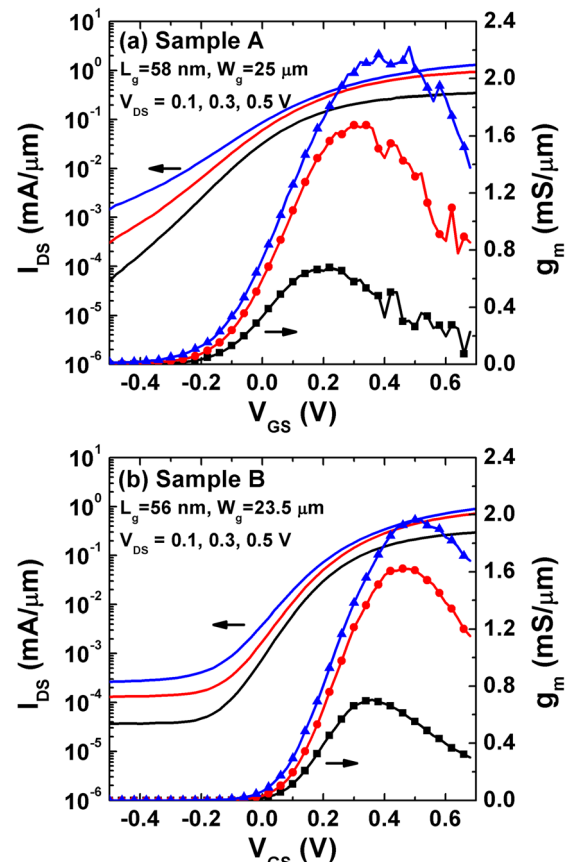 (a) Sample A
L_g=58 nm, W_g=25 μm
V_DS = 0.1, 0.3, 0.5 V
I_DS (mA/μm)
10^1
10^0
10^-1
10^-2
10^-3
10^-4
10^-5
10^-6
g_m (mS/μm)
2.4
2.0
1.6
1.2
0.8
0.4
0.0
-0.4 -0.2 0.0 0.2 0.4 0.6
V_GS (V)
(b) Sample B
L_g=56 nm, W_g=23.5 μm
V_DS = 0.1, 0.3, 0.5 V
I_DS (mA/μm)
10^1
10^0
10^-1
10^-2
10^-3
10^-4
10^-5
10^-6
g_m (mS/μm)
2.4
2.0
1.6
1.2
0.8
0.4
0.0
-0.4 -0.2 0.0 0.2 0.4 0.6
V_GS (V)